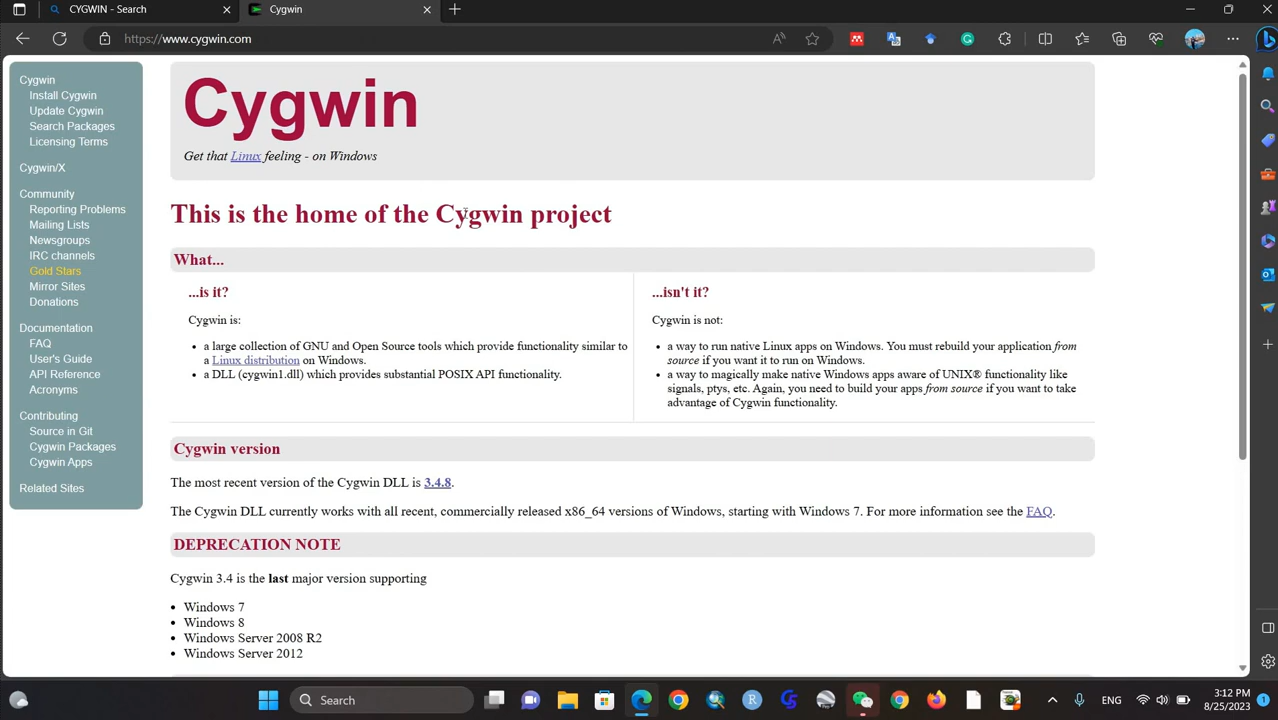 CYGWIN - Search
Cygwin
https://www.cygwin.com
Cygwin
Install Cygwin
Update Cygwin
Search Packages
Licensing Terms
Cygwin/X
Community
Reporting Problems
Mailing Lists
Newsgroups
IRC channels
Gold Stars
Mirror Sites
Donations
Documentation
FAQ
User's Guide
API Reference
Acronyms
Contributing
Source in Git
Cygwin Packages
Cygwin Apps
Related Sites
Cygwin
Get that Linux feeling - on Windows
This is the home of the Cygwin project
What...
...is it?
Cygwin is:
• a large collection of GNU and Open Source tools which provide functionality similar to
a Linux distribution on Windows.
• a DLL (cygwin1.dll) which provides substantial POSIX API functionality.
...isn't it?
Cygwin is not:
• a way to run native Linux apps on Windows. You must rebuild your application from
source if you want it to run on Windows.
• a way to magically make native Windows apps aware of UNIX® functionality like
signals, ptys, etc. Again, you need to build your apps from source if you want to take
advantage of Cygwin functionality.
Cygwin version
The most recent version of the Cygwin DLL is 3.4.8.
The Cygwin DLL currently works with all recent, commercially released x86_64 versions of Windows, starting with Windows 7. For more information see the FAQ.
DEPRECATION NOTE
Cygwin 3.4 is the last major version supporting
• Windows 7
• Windows 8
• Windows Server 2008 R2
• Windows Server 2012
Search
ENG
3:12 PM
8/25/2023
1